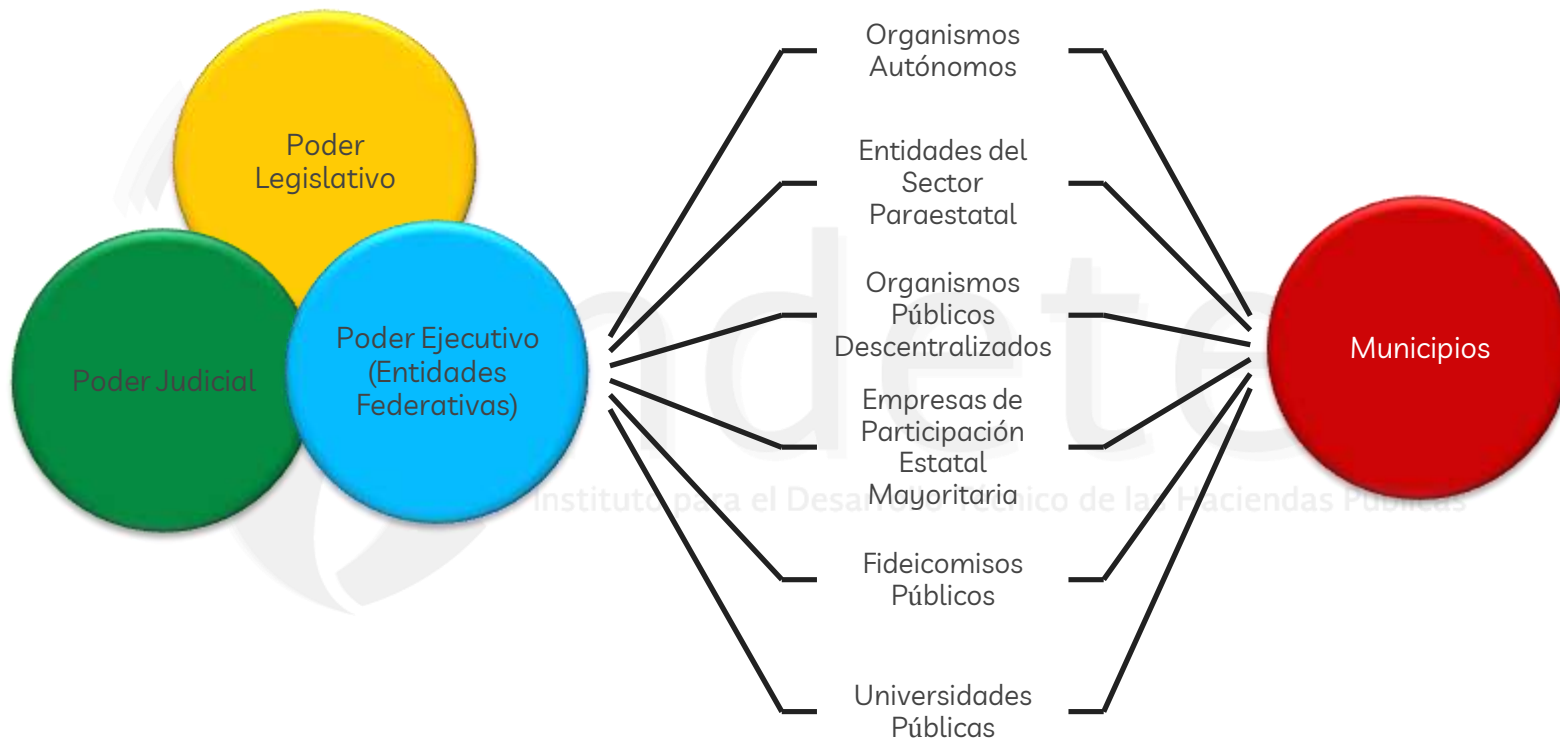 Poder
Legislativo
Poder Judicial
Poder Ejecutivo
(Entidades
Federativas)
Organismos
Autónomos
Entidades del
Sector
Paraestatal
Organismos
Públicos
Descentralizados
Empresas de
Participación
Estatal
Mayoritaria
Fideicomisos
Públicos
Universidades
Públicas
Municipios
indetec
Instituto para el Desarrollo Técnico de las Haciendas Públicas